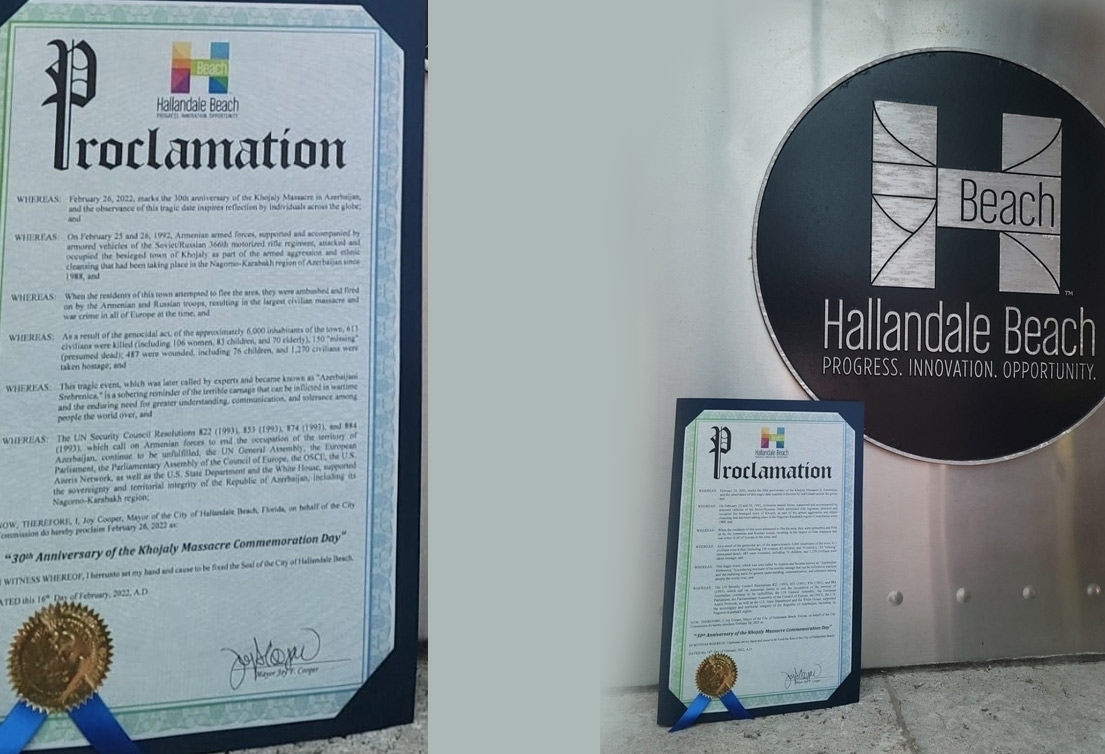 Beach
Hallandale Beach
PROGRESS. INNOVATION. OPPORTUNITY.
Proclamation
WHEREAS: February 26, 2022, marks the 30th anniversary of the Khojaly Massacre in Azerbaijan,
and the observance of this tragic date inspires reflection by individuals across the globe;
and
WHEREAS: On February 25 and 26, 1992, Armenian armed forces, supported and accompanied by
armored vehicles of the Soviet/Russian 366th motorized rifle regiment, attacked and
occupied the besieged town of Khojaly as part of the armed aggression and ethnic
cleansing that had been taking place in the Nagorno-Karabakh region of Azerbaijan since
1988, and
WHEREAS: When the residents of this town attempted to flee the area, they were ambushed and fired
on by the Armenian and Russian troops, resulting in the largest civilian massacre and
war crime in all of Europe at the time, and
WHEREAS: As a result of the genocidal act, of the approximately 6,000 inhabitants of the town, 613
civilians were killed (including 106 women, 83 children, and 70 elderly), 150 "missing"
(presumed dead); 487 were wounded, including 76 children, and 1,270 civilians were
taken hostage, and
WHEREAS: This tragic event, which was later called by experts and became known as "Azerbaijani
Srebrenica," is a sobering reminder of the terrible carnage that can be inflicted in wartime
and the enduring need for greater understanding, communication, and tolerance among
people the world over, and
WHEREAS: The UN Security Council Resolutions 822 (1993), 853 (1993), 874 (1993), and 884
(1993), which call on Armenian forces to end the occupation of the territory of
Azerbaijan, continue to be unfulfilled, the UN General Assembly, the European
Parliament, the Parliamentary Assembly of the Council of Europe, the OSCE, the U.S.
Azeris Network, as well as the U.S. State Department and the White House, supported
the sovereignty and territorial integrity of the Republic of Azerbaijan, including its
Nagorno-Karabakh region;
NOW, THEREFORE, I, Joy Cooper, Mayor of the City of Hallandale Beach, Florida, on behalf of the City
Commission do hereby proclaim February 26, 2022 as:
"30th Anniversary of the Khojaly Massacre Commemoration Day"
WITNESS WHEREOF, I hereunto set my hand and cause to be fixed the Seal of the City of Hallandale Beach.
DATED this 16th Day of February, 2022, A.D.
Mayor Joy F. Cooper
Beach
TM
Hallandale Beach
PROGRESS. INNOVATION. OPPORTUNITY.
Hallandale Beach
Proclamation
"30th Anniversary of the Khojaly Massacre Commemoration Day"